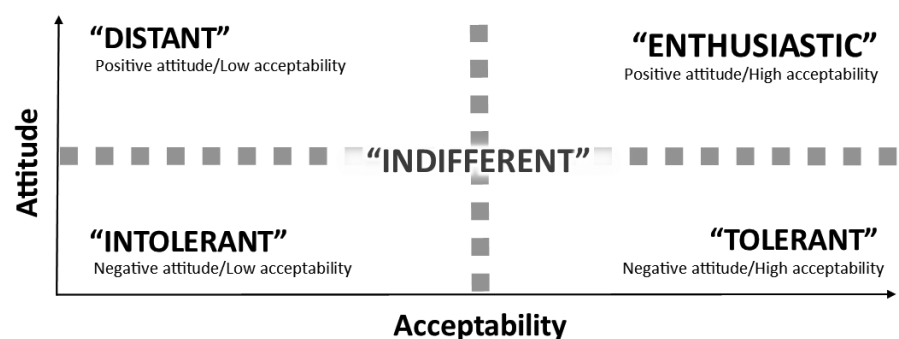 “DISTANT”
Positive attitude/Low acceptability
“ENTHUSIASTIC”
Positive attitude/High acceptability
Attitude
“INDIFFERENT”
“INTOLERANT”
Negative attitude/Low acceptability
“TOLERANT”
Negative attitude/High acceptability
Acceptability